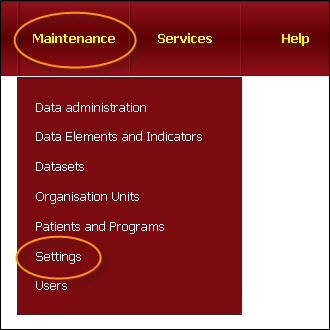 Maintenance Services Help
Data administration
Data Elements and Indicators
Datasets
Organisation Units
Patients and Programs
Settings
Users